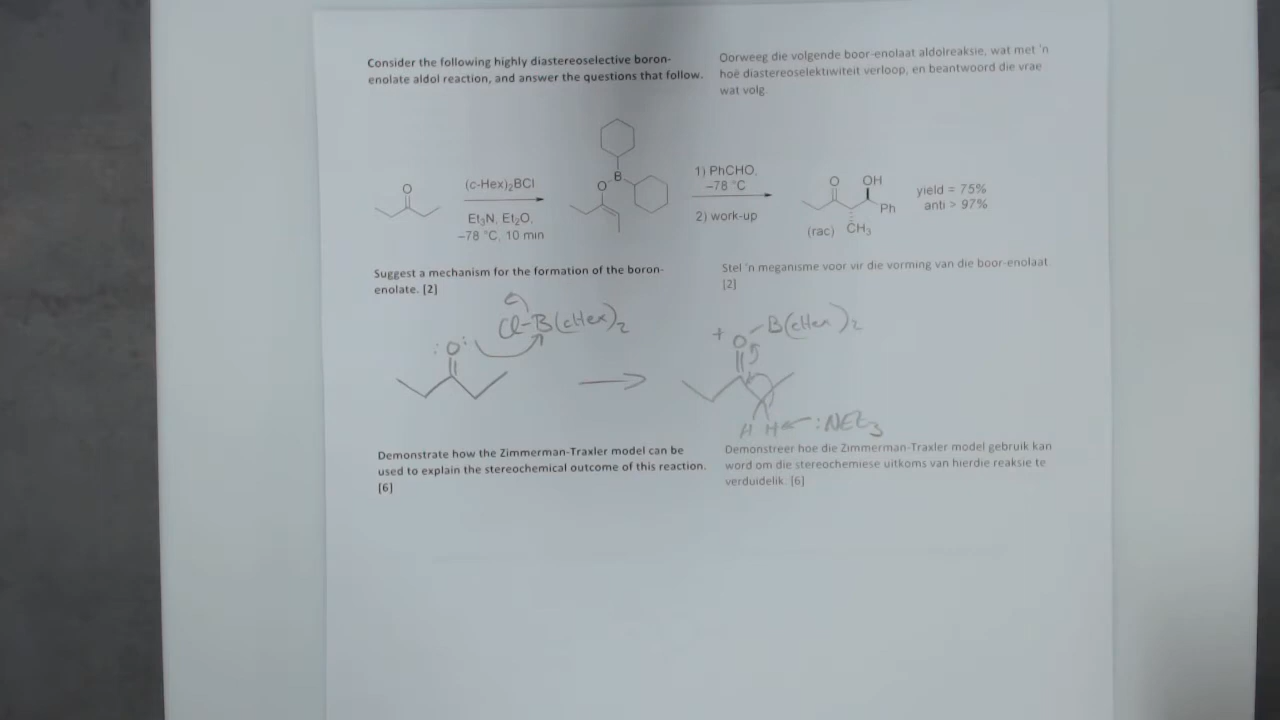 Consider the following highly diastereoselective boron-
enolate aldol reaction, and answer the questions that follow.
Oorweeg die volgende boor-enolaat aldolreaksie, wat met 'n
hoë diastereoselektiwiteit verloop, en beantwoord die vrae
wat volg.
O
(c-Hex)₂BCl
Et₃N, Et₂O,
−78 °C, 10 min
B
O
1) PhCHO,
−78 °C
2) work-up
O OH
Ph
(rac) CH₃
yield = 75%
anti > 97%
Suggest a mechanism for the formation of the boron-
enolate. [2]
Stel 'n meganisme voor vir die vorming van die boor-enolaat
[2]
Cl-B(cHex)₂
:O:
+ O-B(cHex)₂
H H :NEt₃
Demonstrate how the Zimmerman-Traxler model can be
used to explain the stereochemical outcome of this reaction.
[6]
Demonstreer hoe die Zimmerman-Traxler model gebruik kan
word om die stereochemiese uitkoms van hierdie reaksie te
verduidelik. [6]